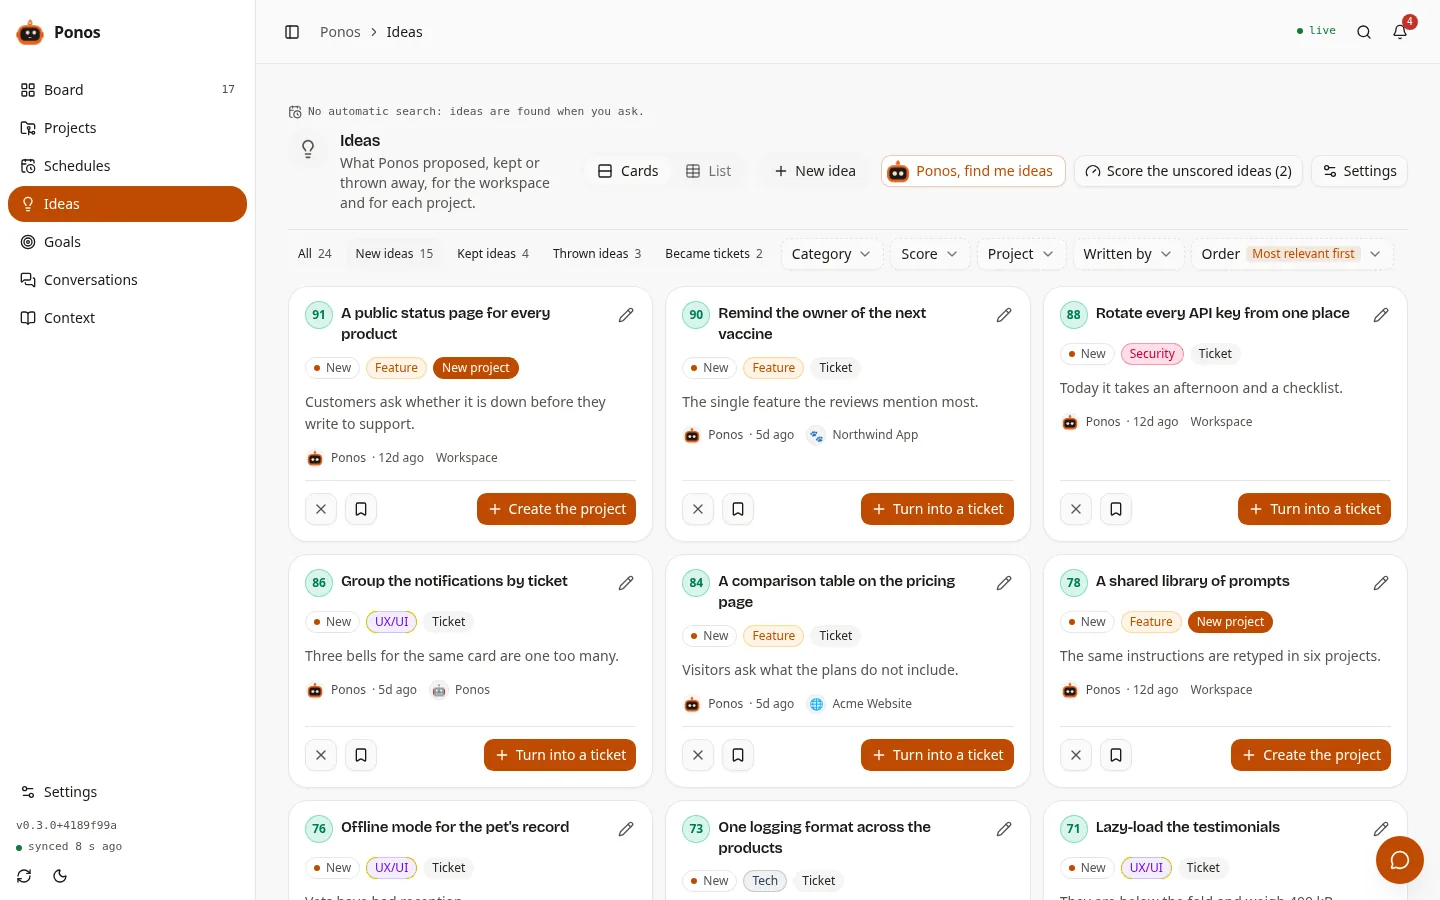 Ponos
Board 17
Projects
Schedules
Ideas
Goals
Conversations
Context
Settings
v0.3.0+4189f99a
synced 8 s ago
Ponos > Ideas
live
4
No automatic search: ideas are found when you ask.
Ideas
What Ponos proposed, kept or
thrown away, for the workspace
and for each project.
Cards
List
New idea
Ponos, find me ideas
Score the unscored ideas (2)
Settings
All 24
New ideas 15
Kept ideas 4
Thrown ideas 3
Became tickets 2
Category
Score
Project
Written by
Order Most relevant first
91 A public status page for every
product
New Feature New project
Customers ask whether it is down before they
write to support.
Ponos · 12d ago Workspace
Create the project
90 Remind the owner of the next
vaccine
New Feature Ticket
The single feature the reviews mention most.
Ponos · 5d ago Northwind App
Turn into a ticket
88 Rotate every API key from one place
New Security Ticket
Today it takes an afternoon and a checklist.
Ponos · 12d ago Workspace
Turn into a ticket
86 Group the notifications by ticket
New UX/UI Ticket
Three bells for the same card are one too many.
Ponos · 5d ago Ponos
Turn into a ticket
84 A comparison table on the pricing
page
New Feature Ticket
Visitors ask what the plans do not include.
Ponos · 5d ago Acme Website
Turn into a ticket
78 A shared library of prompts
New Feature New project
The same instructions are retyped in six projects.
Ponos · 12d ago Workspace
Create the project
76 Offline mode for the pet's record
New UX/UI Ticket
73 One logging format across the
products
New Tech Ticket
71 Lazy-load the testimonials
New UX/UI Ticket